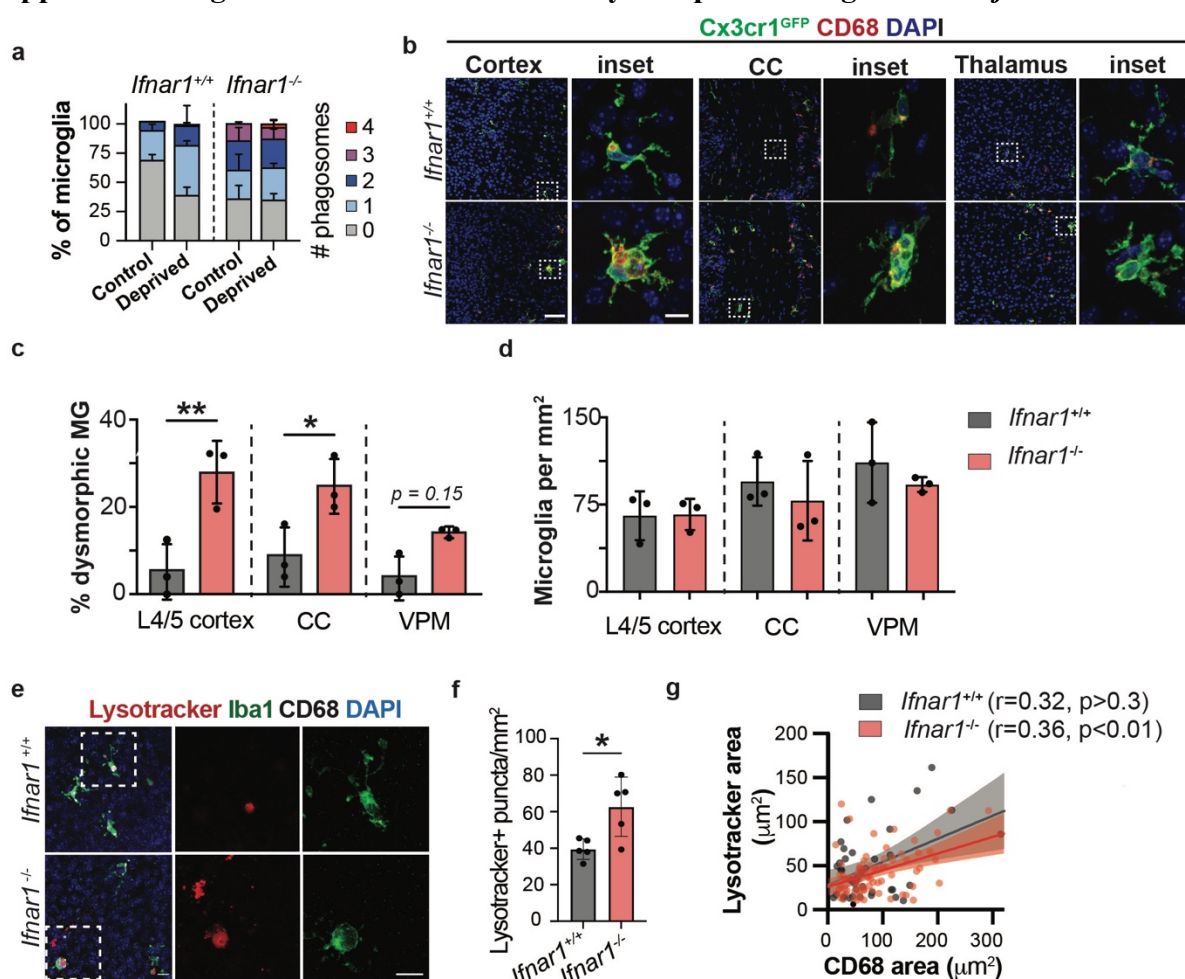 a
Ifnar1+/+ Ifnar1-/-
% of microglia
100
75
50
25
0
Control
Deprived
Control
Deprived
# phagosomes
4
3
2
1
0
b
Cx3cr1GFP CD68 DAPI
Cortex inset CC inset Thalamus inset
Ifnar1+/+
Ifnar1-/-
c
% dysmorphic MG
40
20
0
**
*
p = 0.15
L4/5 cortex CC VPM
d
Microglia per mm2
150
75
0
L4/5 cortex CC VPM
Ifnar1+/+
Ifnar1-/-
e
Lysotracker Iba1 CD68 DAPI
Ifnar1+/+
Ifnar1-/-
f
Lysotracker+ puncta/mm2
80
60
40
20
0
*
Ifnar1+/+
Ifnar1-/-
g
Ifnar1+/+ (r=0.32, p>0.3)
Ifnar1-/- (r=0.36, p<0.01)
Lysotracker area
(μm2)
200
150
100
50
0
0 100 200 300
CD68 area (μm2)